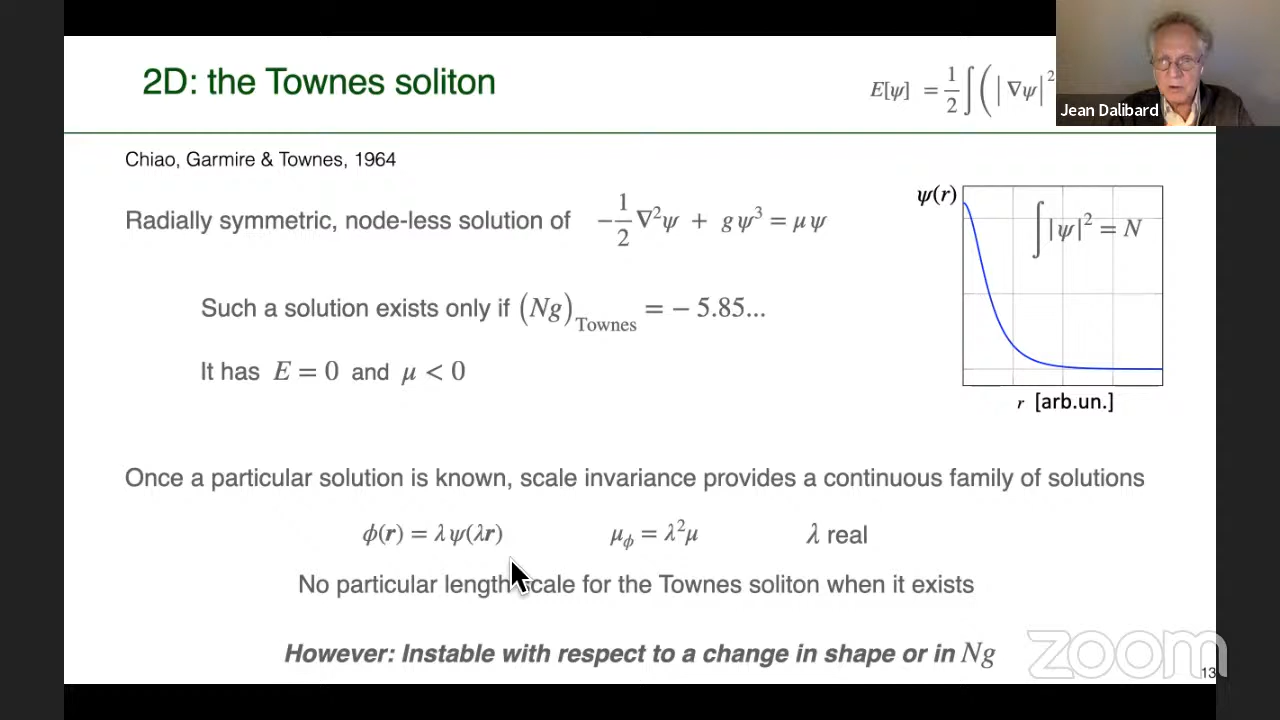 2D: the Townes soliton
E[ψ] = 1/2 ∫(|∇ψ|²
Jean Dalibard
Chiao, Garmire & Townes, 1964
Radially symmetric, node-less solution of −1/2 ∇²ψ + gψ³ = μψ
ψ(r)
∫|ψ|² = N
Such a solution exists only if (Ng)Townes = − 5.85...
It has E = 0 and μ < 0
r [arb.un.]
Once a particular solution is known, scale invariance provides a continuous family of solutions
ϕ(r) = λψ(λr) μϕ = λ²μ λ real
No particular length scale for the Townes soliton when it exists
However: Instable with respect to a change in shape or in Ng
zoom
13